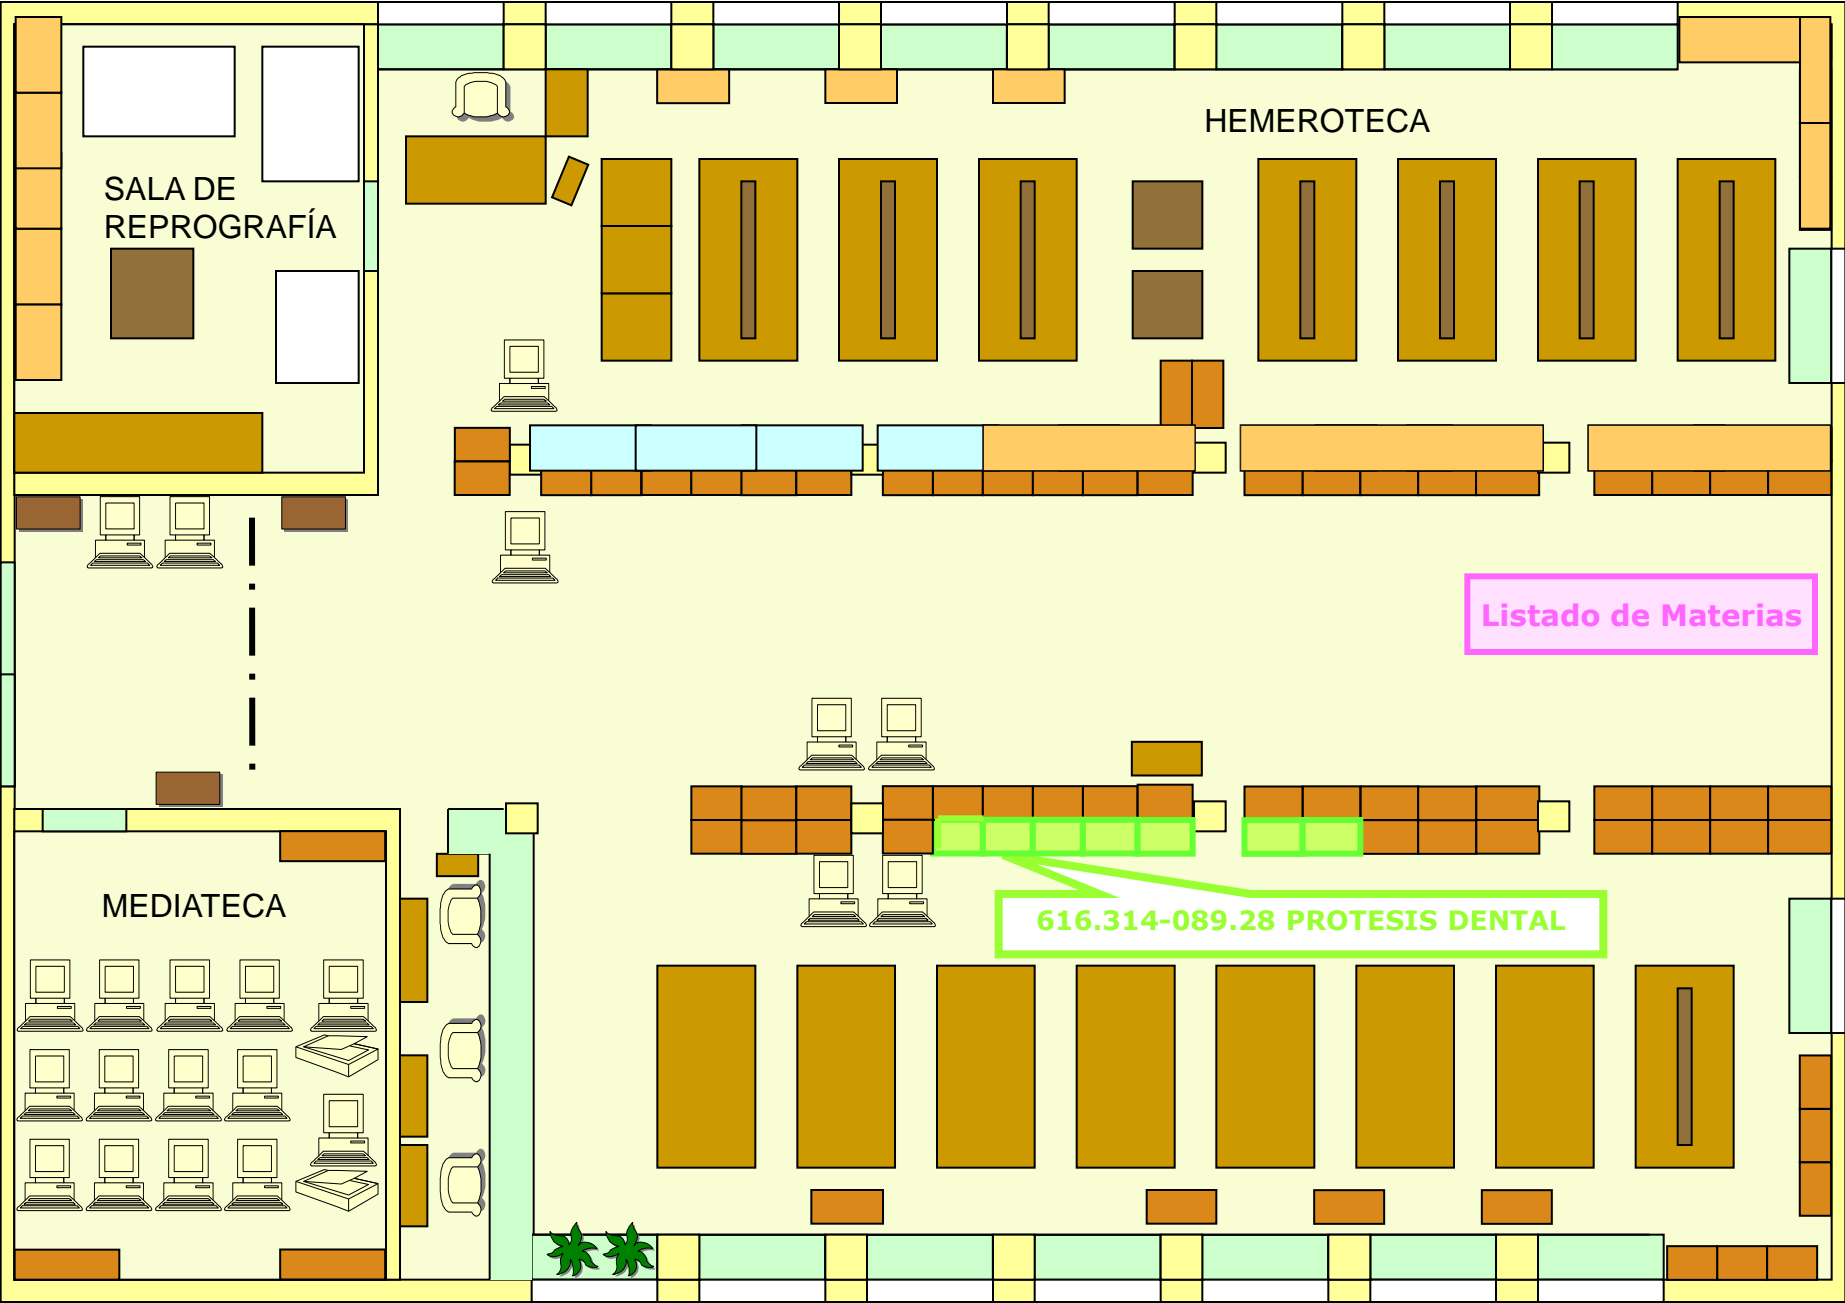 HEMEROTECA
SALA DE
REPROGRAFÍA
Listado de Materias
MEDIATECA
616.314-089.28 PROTESIS DENTAL